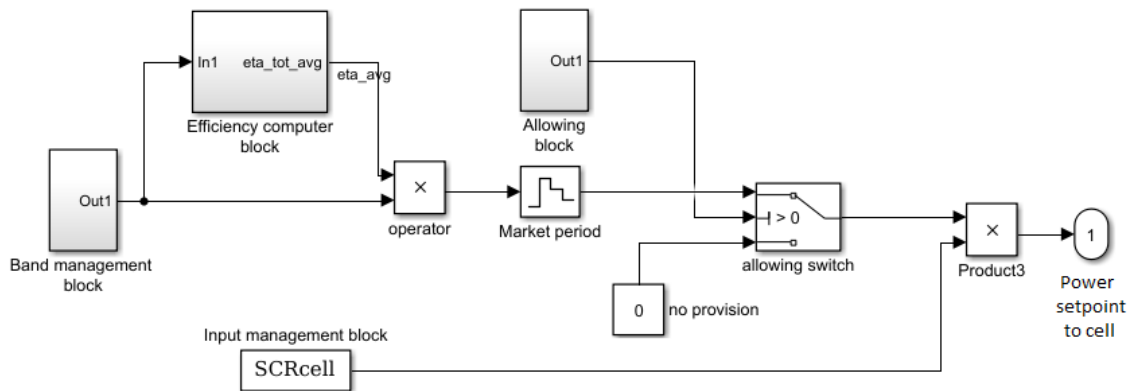 In1
eta_tot_avg
eta_avg
Efficiency computer
block
Out1
Allowing
block
Out1
Band management
block
×
operator
Market period
> 0
allowing switch
×
Product3
1
Power
setpoint
to cell
0
no provision
Input management block
SCRcell